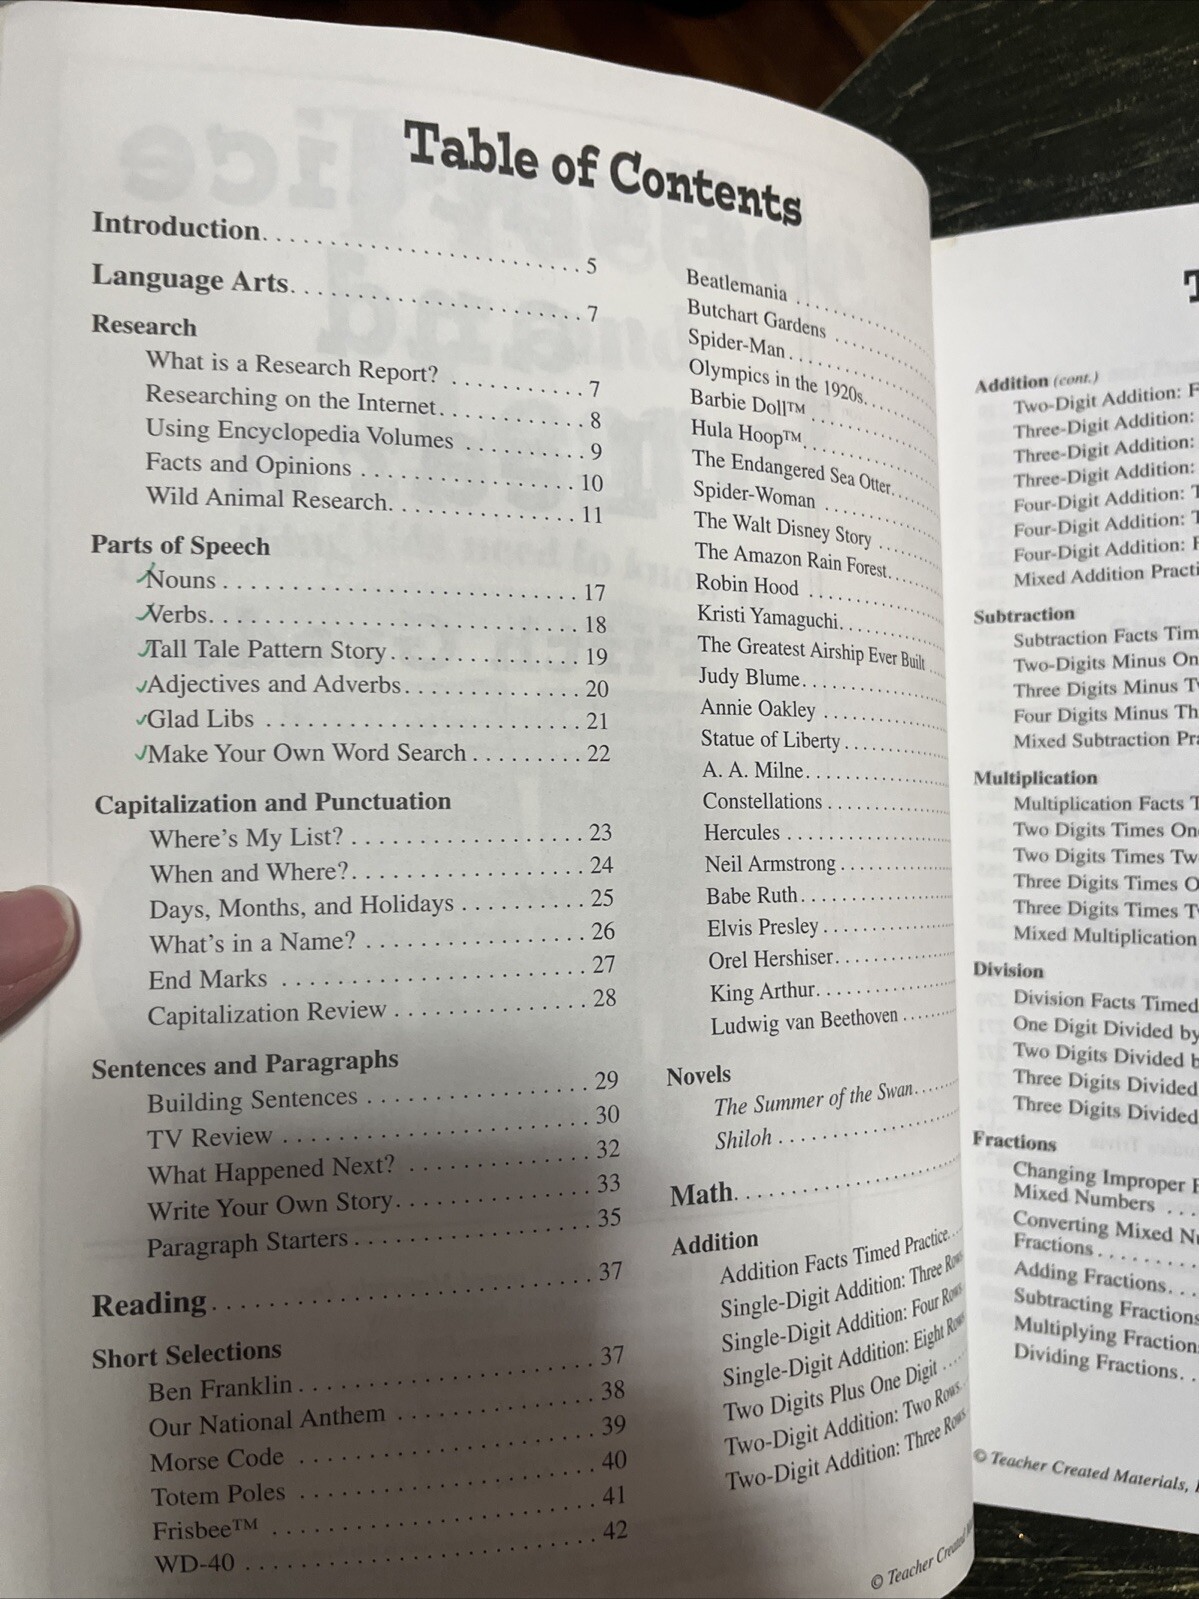 Table of Contents
Introduction. . . . . . . . . . . . . . . . . . . . . . . . . 5
Language Arts. . . . . . . . . . . . . . . . . . . . . . . 7
Research
What is a Research Report? . . . . . . . . . . . 7
Researching on the Internet. . . . . . . . . . . . 8
Using Encyclopedia Volumes . . . . . . . . . . 9
Facts and Opinions . . . . . . . . . . . . . . . . . . 10
Wild Animal Research. . . . . . . . . . . . . . . . 11
Parts of Speech
Nouns . . . . . . . . . . . . . . . . . . . . . . . . . . . . 17
Verbs. . . . . . . . . . . . . . . . . . . . . . . . . . . . . 18
Tall Tale Pattern Story. . . . . . . . . . . . . . . . 19
Adjectives and Adverbs. . . . . . . . . . . . . . . 20
Glad Libs . . . . . . . . . . . . . . . . . . . . . . . . . 21
Make Your Own Word Search . . . . . . . . . 22
Capitalization and Punctuation
Where's My List? . . . . . . . . . . . . . . . . . . . 23
When and Where?. . . . . . . . . . . . . . . . . . . 24
Days, Months, and Holidays . . . . . . . . . . 25
What's in a Name? . . . . . . . . . . . . . . . . . . 26
End Marks . . . . . . . . . . . . . . . . . . . . . . . . 27
Capitalization Review . . . . . . . . . . . . . . . 28
Sentences and Paragraphs
Building Sentences . . . . . . . . . . . . . . . . . . 29
TV Review . . . . . . . . . . . . . . . . . . . . . . . . 30
What Happened Next? . . . . . . . . . . . . . . . 32
Write Your Own Story. . . . . . . . . . . . . . . . 33
Paragraph Starters . . . . . . . . . . . . . . . . . . . 35
Reading. . . . . . . . . . . . . . . . . . . . . . . . . . . . . 37
Short Selections
Ben Franklin . . . . . . . . . . . . . . . . . . . . . . . 37
Our National Anthem . . . . . . . . . . . . . . . . 38
Morse Code . . . . . . . . . . . . . . . . . . . . . . . 39
Totem Poles . . . . . . . . . . . . . . . . . . . . . . . 40
Frisbee™ . . . . . . . . . . . . . . . . . . . . . . . . . 41
WD-40 . . . . . . . . . . . . . . . . . . . . . . . . . . . 42
Beatlemania . . . . . . . . . .
Butchart Gardens . . . . . . . . . .
Spider-Man . . . . . . . . . .
Olympics in the 1920s. . . . . . . . . .
Barbie Doll™ . . . . . . . . . .
Hula Hoop™. . . . . . . . . .
The Endangered Sea Otter. . . . . . .
Spider-Woman . . . . . . . . . .
The Walt Disney Story . . . . . . . .
The Amazon Rain Forest. . . . . . .
Robin Hood . . . . . . . . . .
Kristi Yamaguchi. . . . . . . . . .
The Greatest Airship Ever Built . . .
Judy Blume. . . . . . . . . .
Annie Oakley . . . . . . . . . .
Statue of Liberty . . . . . . . . . .
A. A. Milne. . . . . . . . . .
Constellations . . . . . . . . . .
Hercules . . . . . . . . . .
Neil Armstrong . . . . . . . . . .
Babe Ruth. . . . . . . . . .
Elvis Presley . . . . . . . . . .
Orel Hershiser. . . . . . . . . .
King Arthur. . . . . . . . . .
Ludwig van Beethoven . . . . . . . .
Novels
The Summer of the Swan. . . . . . .
Shiloh . . . . . . . . . .
Math. . . . . . . . . .
Addition
Addition Facts Timed Practice. . . .
Single-Digit Addition: Three Rows
Single-Digit Addition: Four Rows
Single-Digit Addition: Eight Rows
Two Digits Plus One Digit . . . . .
Two-Digit Addition: Two Rows. .
Two-Digit Addition: Three Rows .
© Teacher Created
Addition (cont.)
Two-Digit Addition: F
Three-Digit Addition:
Three-Digit Addition:
Three-Digit Addition:
Four-Digit Addition: T
Four-Digit Addition: T
Four-Digit Addition: F
Mixed Addition Practi
Subtraction
Subtraction Facts Tim
Two-Digits Minus On
Three Digits Minus T
Four Digits Minus Th
Mixed Subtraction Pra
Multiplication
Multiplication Facts T
Two Digits Times On
Two Digits Times Tw
Three Digits Times O
Three Digits Times T
Mixed Multiplication
Division
Division Facts Timed
One Digit Divided by
Two Digits Divided b
Three Digits Divided
Three Digits Divided
Fractions
Changing Improper F
Mixed Numbers . . .
Converting Mixed Nu
Fractions . . . . . . . .
Adding Fractions. . .
Subtracting Fractions
Multiplying Fraction
Dividing Fractions. .
© Teacher Created Materials,